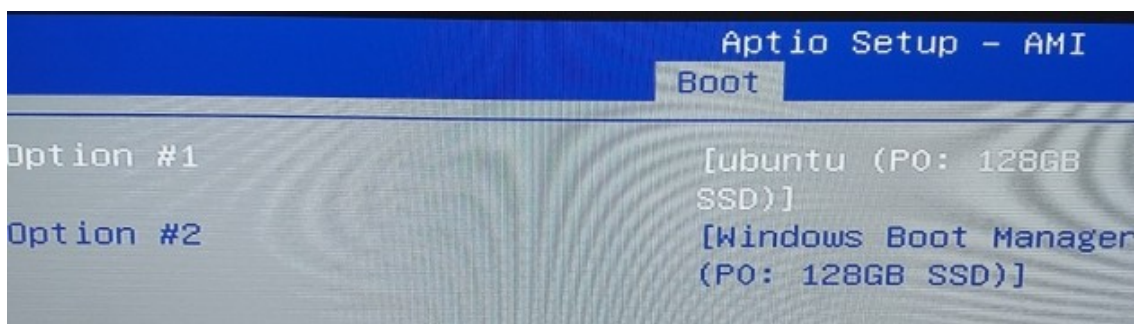 Aptio Setup – AMI
Boot
Option #1 [ubuntu (P0: 128GB
SSD)]
Option #2 [Windows Boot Manager
(P0: 128GB SSD)]